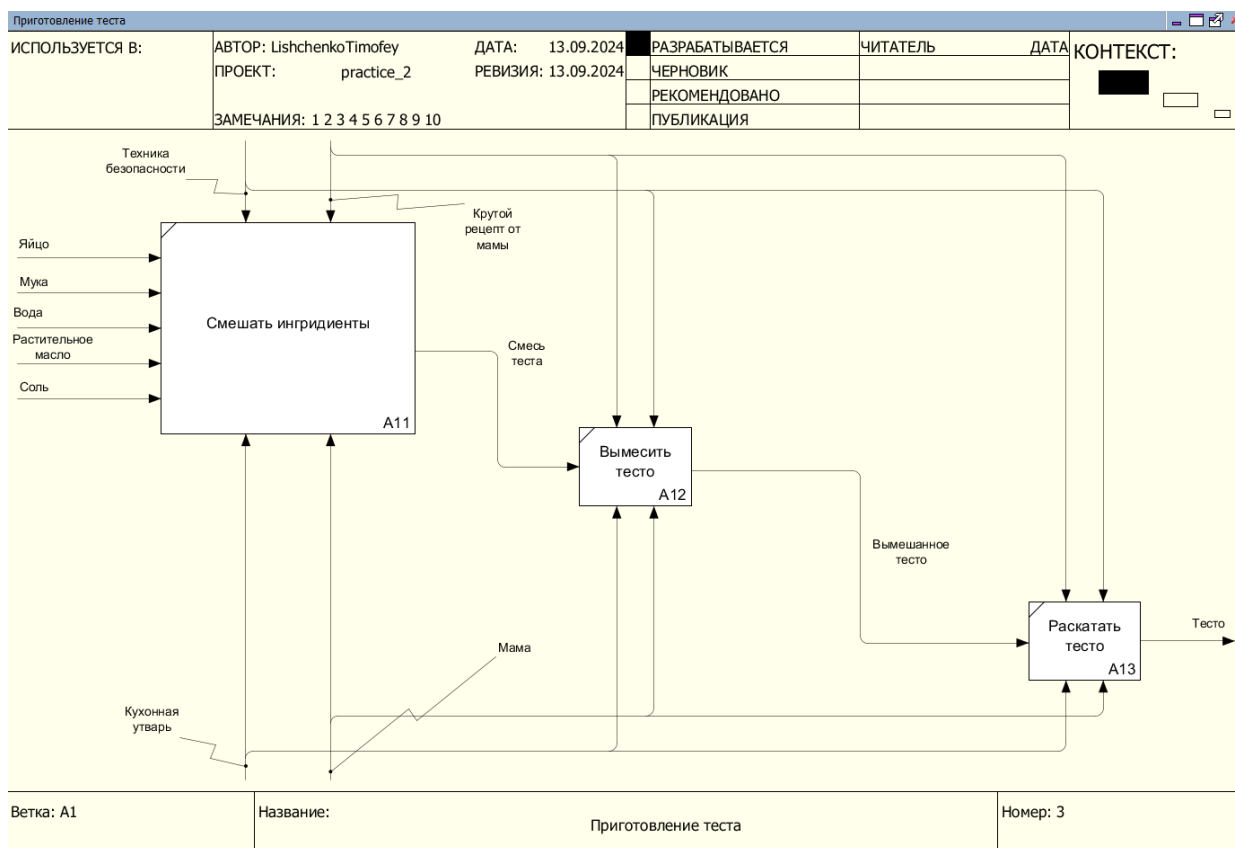 Приготовление теста
ИСПОЛЬЗУЕТСЯ В:
АВТОР: LishchenkoTimofey
ДАТА: 13.09.2024
ПРОЕКТ: practice_2
РЕВИЗИЯ: 13.09.2024
ЗАМЕЧАНИЯ: 1 2 3 4 5 6 7 8 9 10
РАЗРАБАТЫВАЕТСЯ
ЧЕРНОВИК
РЕКОМЕНДОВАНО
ПУБЛИКАЦИЯ
ЧИТАТЕЛЬ ДАТА
КОНТЕКСТ:
Техника
безопасности
Крутой
рецепт от
мамы
Яйцо
Мука
Вода
Растительное
масло
Соль
Смешать ингридиенты
A11
Смесь
теста
Вымесить
тесто
A12
Вымешанное
тесто
Раскатать
тесто
A13
Тесто
Мама
Кухонная
утварь
Ветка: A1
Название:
Приготовление теста
Номер: 3